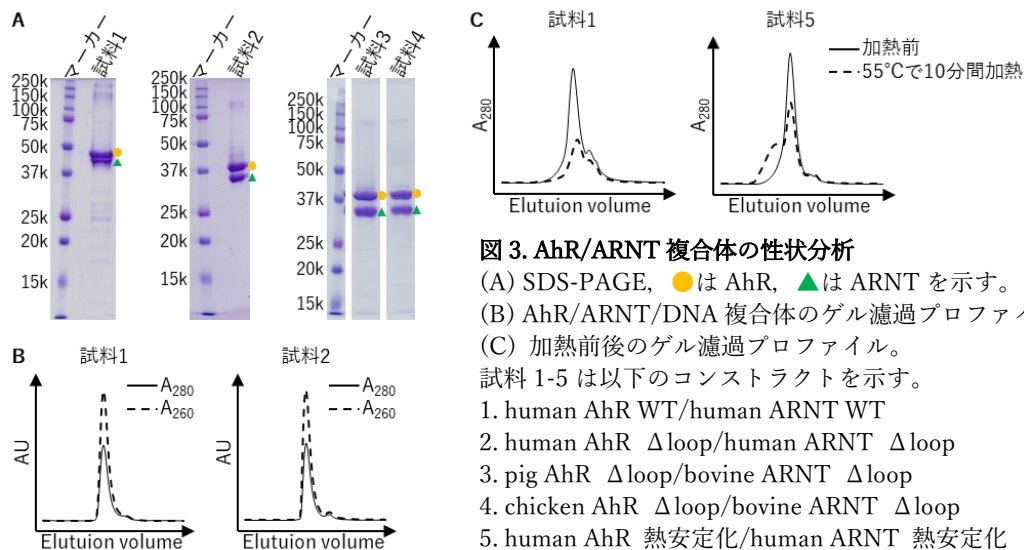 A
マーカー
試料1
250k
150k
100k
75k
50k
37k
25k
20k
15k
マーカー
試料2
250k
150k
100k
75k
50k
37k
25k
20k
15k
マーカー
試料3
試料4
250k
150k
100k
75k
50k
37k
25k
20k
15k
B
試料1
A280
A260
AU
Elutuion volume
試料2
A280
A260
AU
Elutuion volume
C
試料1
A280
Elutuion volume
試料5
加熱前
55°Cで10分間加熱
A280
Elutuion volume
図 3. AhR/ARNT 複合体の性状分析
(A) SDS-PAGE, ●は AhR, ▲は ARNT を示す。
(B) AhR/ARNT/DNA 複合体のゲル濾過プロファイ
(C) 加熱前後のゲル濾過プロファイル。
試料 1-5 は以下のコンストラクトを示す。
1. human AhR WT/human ARNT WT
2. human AhR Δloop/human ARNT Δloop
3. pig AhR Δloop/bovine ARNT Δloop
4. chicken AhR Δloop/bovine ARNT Δloop
5. human AhR 熱安定化/human ARNT 熱安定化